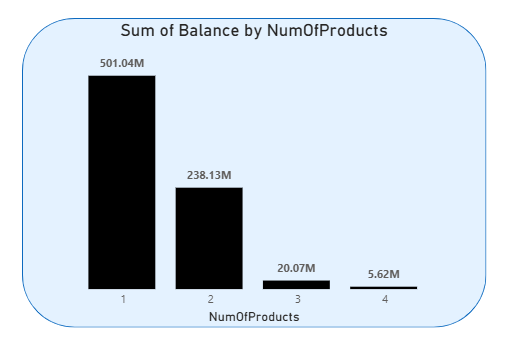 Sum of Balance by NumOfProducts
501.04M
238.13M
20.07M
5.62M
1 2 3 4
NumOfProducts